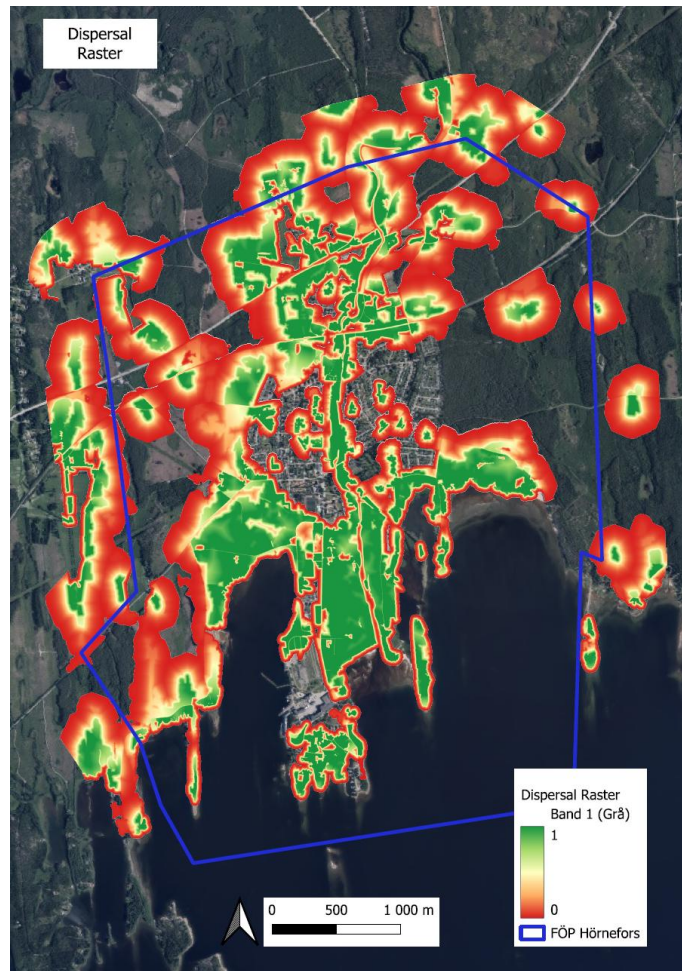 Dispersal
Raster
0 500 1 000 m
Dispersal Raster
Band 1 (Grå)
1
0
FÖP Hörnefors